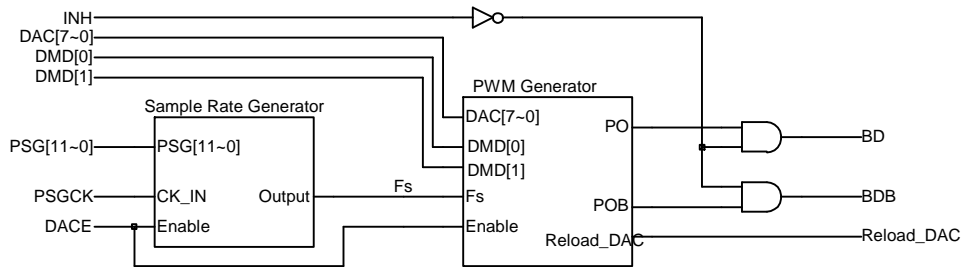 INH
DAC[7~0]
DMD[0]
DMD[1]
PWM Generator
Sample Rate Generator
DAC[7~0]
PO
BD
PSG[11~0]
PSG[11~0]
DMD[0]
DMD[1]
PSGCK
CK_IN
Output
Fs
Fs
BDB
POB
DACE
Enable
Enable
Reload_DAC
Reload_DAC